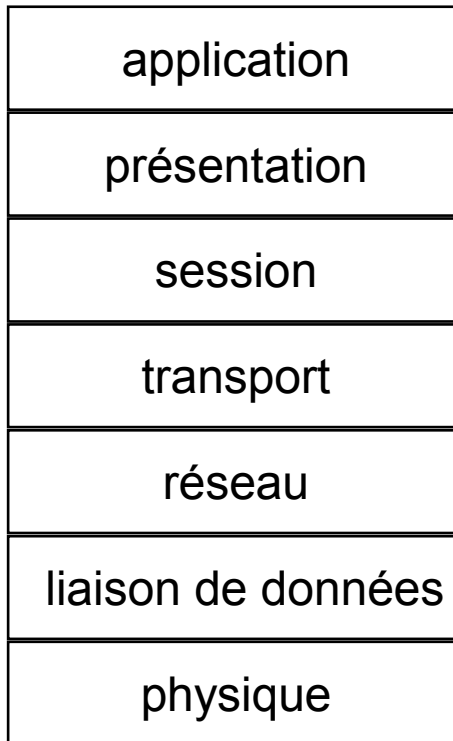 application
présentation
session
transport
réseau
liaison de données
physique